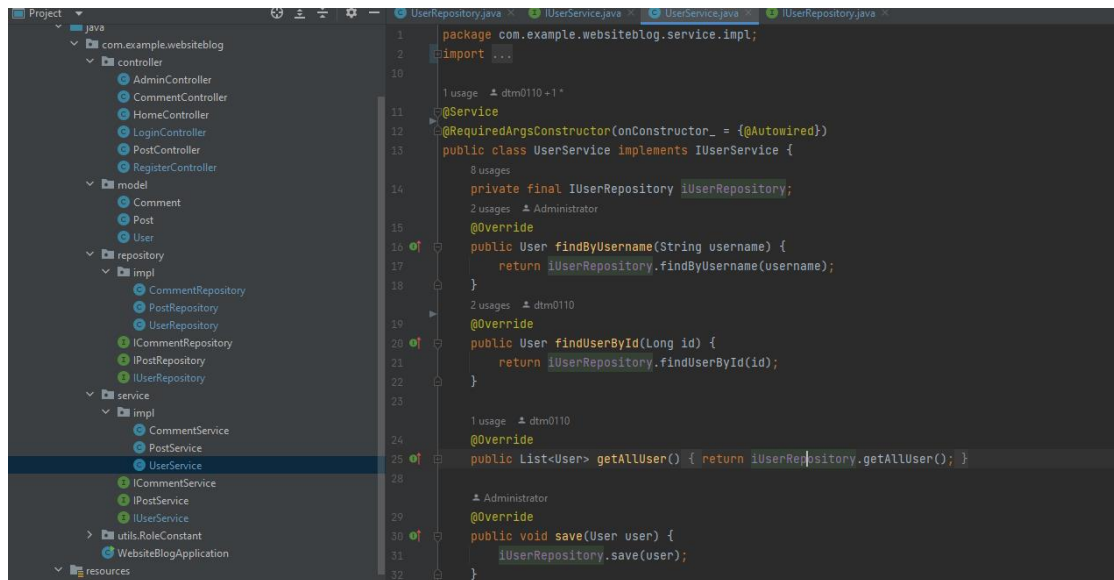 Project
java
com.example.websiteblog
controller
AdminController
CommentController
HomeController
LoginController
PostController
RegisterController
model
Comment
Post
User
repository
impl
CommentRepository
PostRepository
UserRepository
ICommentRepository
IPostRepository
IUserRepository
service
impl
CommentService
PostService
UserService
ICommentService
IPostService
IUserService
utils.RoleConstant
WebsiteBlogApplication
resources
UserRepository.java IUserService.java UserService.java IUserRepository.java
1 package com.example.websiteblog.service.impl;
2 import ...
10
1 usage dtm0110 +1 *
11 @Service
12 @RequiredArgsConstructor(onConstructor_ = {@Autowired})
13 public class UserService implements IUserService {
8 usages
14 private final IUserRepository iUserRepository;
2 usages Administrator
15 @Override
16 public User findByUsername(String username) {
17 return iUserRepository.findByUsername(username);
18 }
2 usages dtm0110
19 @Override
20 public User findUserById(Long id) {
21 return iUserRepository.findUserById(id);
22 }
23
1 usage dtm0110
24 @Override
25 public List<User> getAllUser() { return iUserRepository.getAllUser(); }
28
Administrator
29 @Override
30 public void save(User user) {
31 iUserRepository.save(user);
32 }